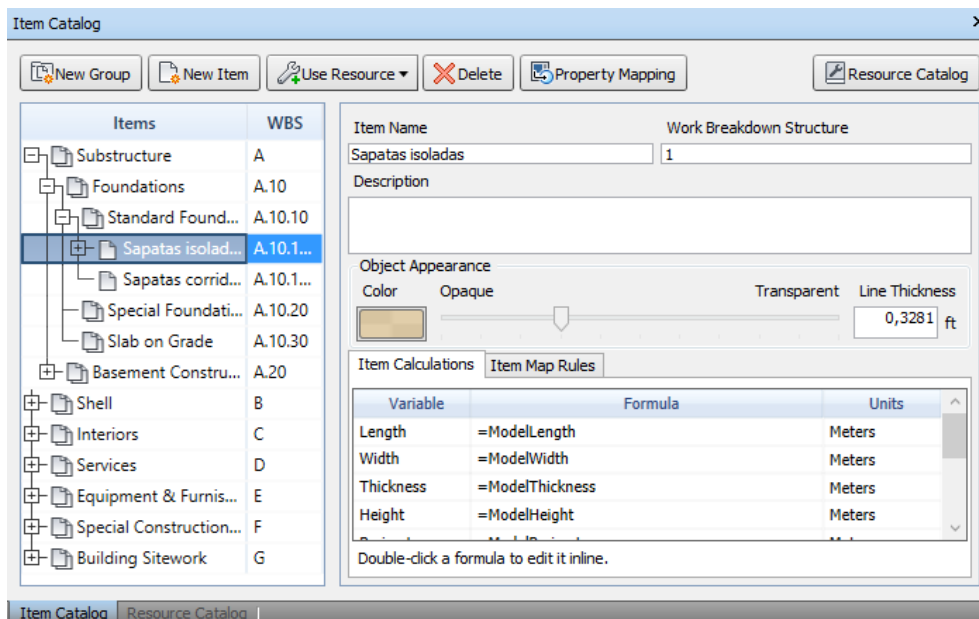 Item Catalog
New Group New Item Use Resource Delete Property Mapping Resource Catalog
Items WBS
Substructure A
Foundations A.10
Standard Found... A.10.10
Sapatas isolad... A.10.1...
Sapatas corrid... A.10.1...
Special Foundati... A.10.20
Slab on Grade A.10.30
Basement Constru... A.20
Shell B
Interiors C
Services D
Equipment & Furnis... E
Special Construction... F
Building Sitework G
Item Name Work Breakdown Structure
Sapatas isoladas 1
Description
Object Appearance
Color Opaque Transparent Line Thickness
0,3281 ft
Item Calculations Item Map Rules
Variable Formula Units
Length =ModelLength Meters
Width =ModelWidth Meters
Thickness =ModelThickness Meters
Height =ModelHeight Meters
Double-click a formula to edit it inline.
Item Catalog Resource Catalog